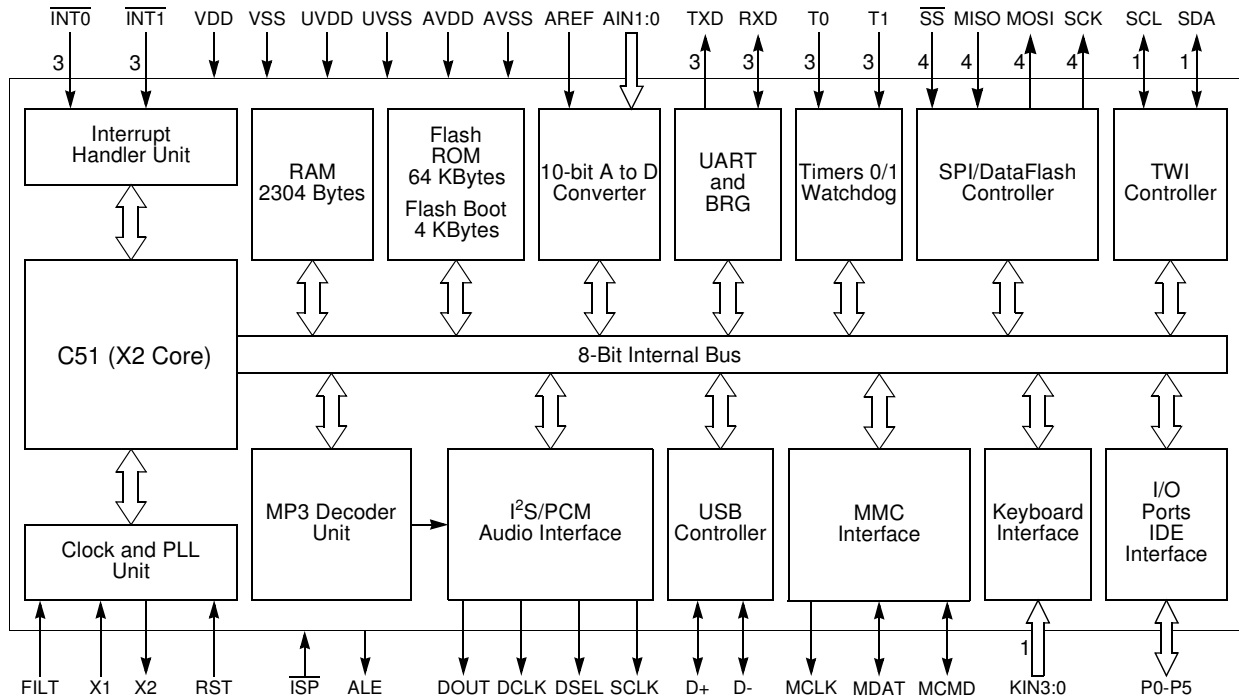 INT0 INT1 VDD VSS UVDD UVSS AVDD AVSS AREF AIN1:0 TXD RXD T0 T1 SS MISO MOSI SCK SCL SDA
3 3 3 3 3 3 4 4 4 4 1 1
Interrupt
Handler Unit
RAM
2304 Bytes
Flash
ROM
64 KBytes
Flash Boot
4 KBytes
10-bit A to D
Converter
UART
and
BRG
Timers 0/1
Watchdog
SPI/DataFlash
Controller
TWI
Controller
C51 (X2 Core)
8-Bit Internal Bus
Clock and PLL
Unit
MP3 Decoder
Unit
I²S/PCM
Audio Interface
USB
Controller
MMC
Interface
Keyboard
Interface
I/O
Ports
IDE
Interface
1
FILT X1 X2 RST ISP ALE DOUT DCLK DSEL SCLK D+ D- MCLK MDAT MCMD KIN3:0 P0-P5